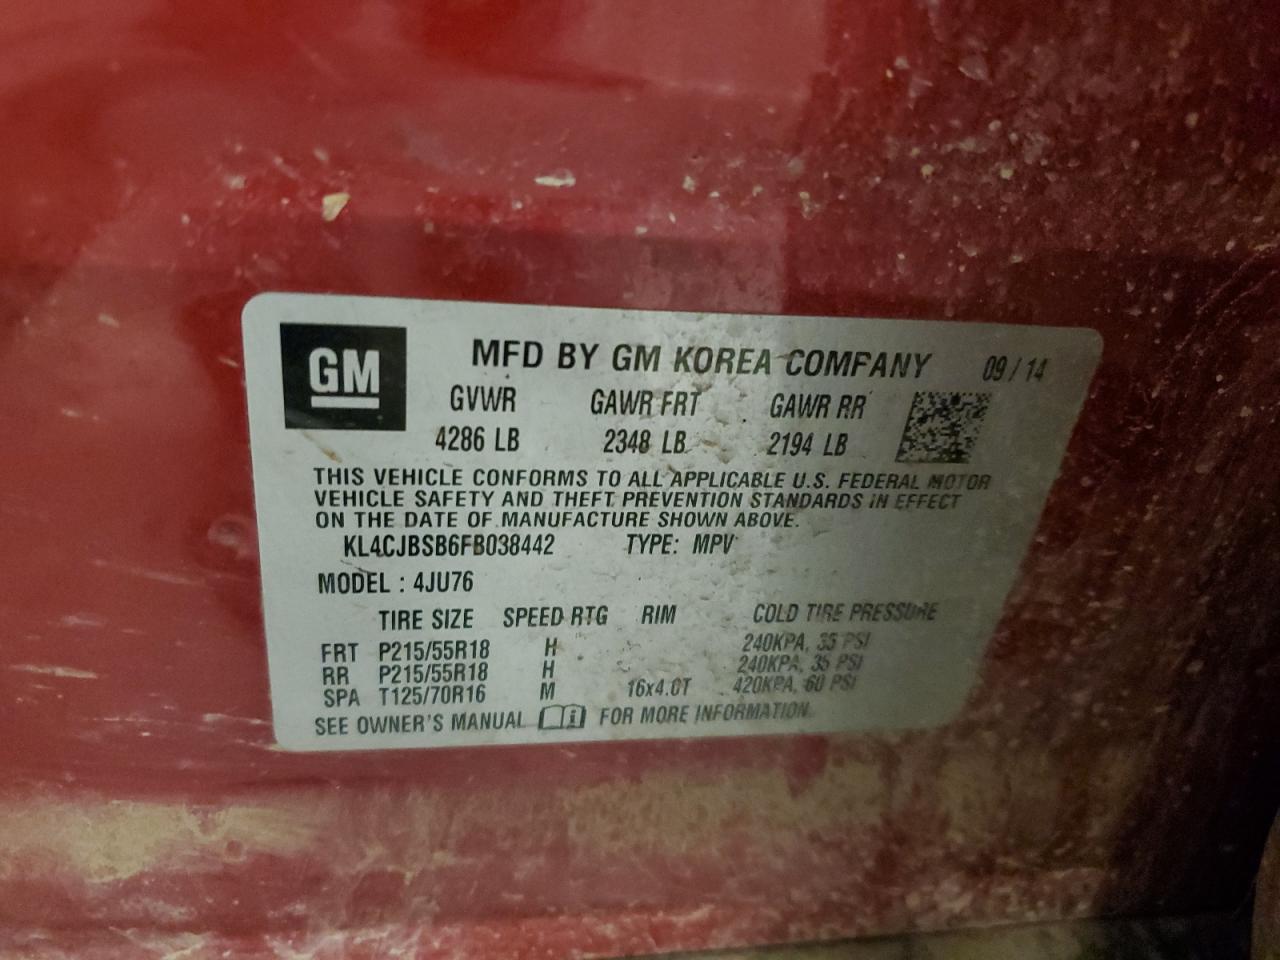 GM
MFD BY GM KOREA COMPANY 09/14
GVWR GAWR FRT GAWR RR
4286 LB 2348 LB 2194 LB
THIS VEHICLE CONFORMS TO ALL APPLICABLE U.S. FEDERAL MOTOR
VEHICLE SAFETY AND THEFT PREVENTION STANDARDS IN EFFECT
ON THE DATE OF MANUFACTURE SHOWN ABOVE.
KL4CJBSB6FB038442 TYPE: MPV
MODEL : 4JU76
TIRE SIZE SPEED RTG RIM COLD TIRE PRESSURE
FRT P215/55R18 H 240KPA, 35 PSI
RR P215/55R18 H 240KPA, 35 PSI
SPA T125/70R16 M 16x4.0T 420KPA, 60 PSI
SEE OWNER'S MANUAL FOR MORE INFORMATION.